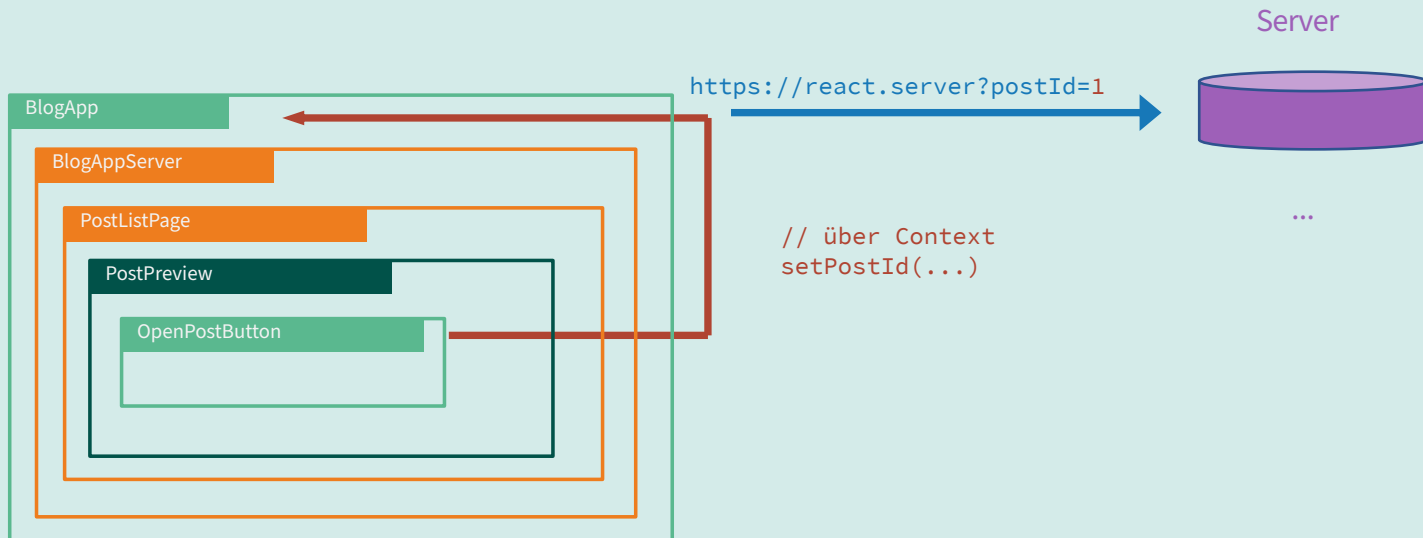 Server
https://react.server?postId=1
BlogApp
BlogAppServer
PostListPage
...
// über Context
setPostId(...)
PostPreview
OpenPostButton